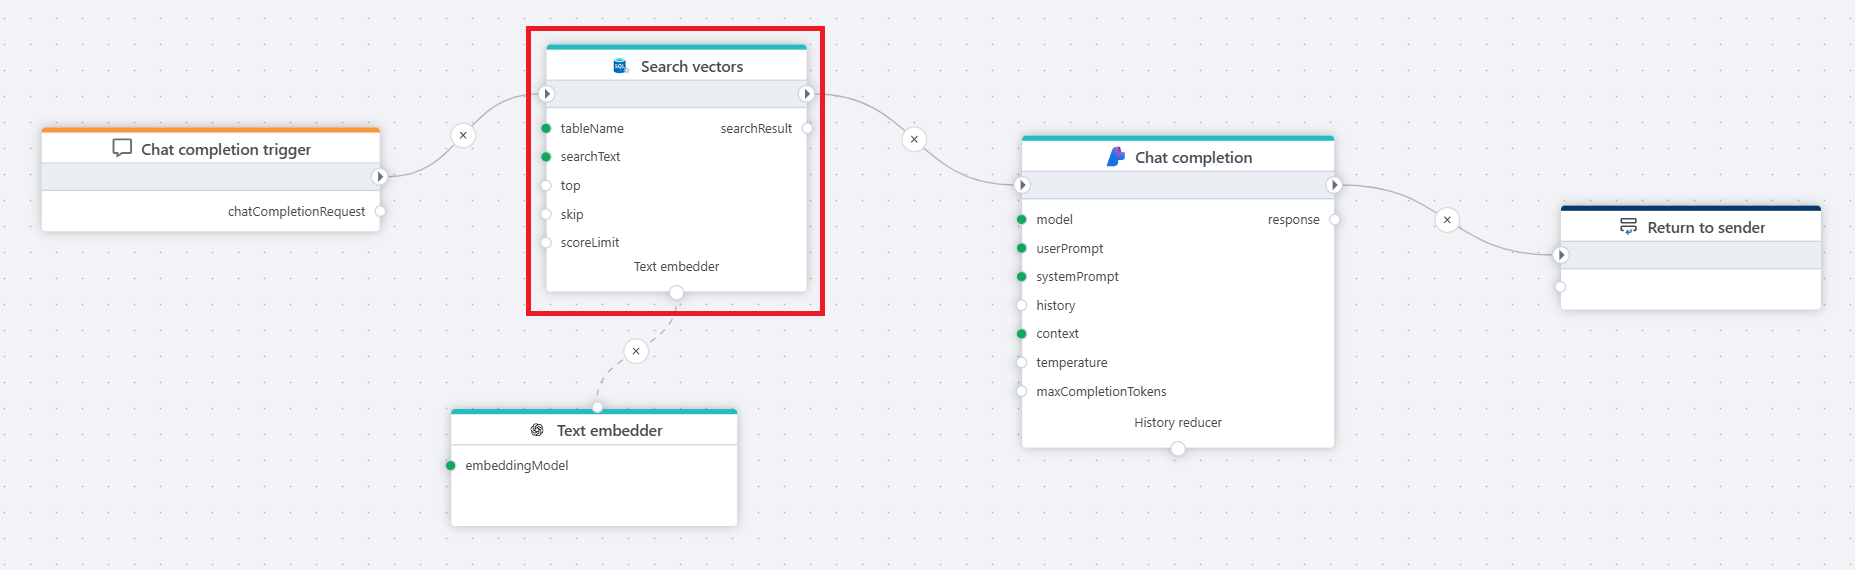 Chat completion trigger
chatCompletionRequest
SQL
Search vectors
tableName
searchResult
searchText
top
skip
scoreLimit
Text embedder
Text embedder
embeddingModel
Chat completion
model
response
userPrompt
systemPrompt
history
context
temperature
maxCompletionTokens
History reducer
Return to sender